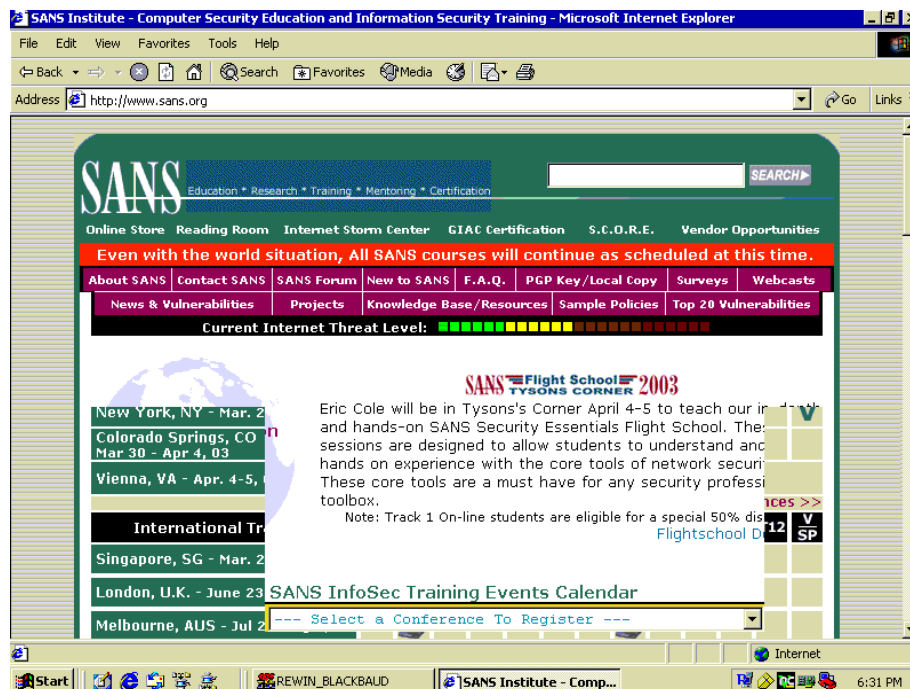 SANS Institute - Computer Security Education and Information Security Training - Microsoft Internet Explorer
File Edit View Favorites Tools Help
Back Search Favorites Media
Address http://www.sans.org Go Links
SANS Education * Research * Training * Mentoring * Certification SEARCH
Online Store Reading Room Internet Storm Center GIAC Certification S.C.O.R.E. Vendor Opportunities
Even with the world situation, All SANS courses will continue as scheduled at this time.
About SANS Contact SANS SANS Forum New to SANS F.A.Q. PGP Key/Local Copy Surveys Webcasts
News & Vulnerabilities Projects Knowledge Base/Resources Sample Policies Top 20 Vulnerabilities
Current Internet Threat Level:
SANS Flight School TYSONS CORNER 2003
Eric Cole will be in Tysons's Corner April 4-5 to teach our
and hands-on SANS Security Essentials Flight School.
sessions are designed to allow students to understand and
hands on experience with the core tools of network securi
These core tools are a must have for any security professi
toolbox.
Note: Track 1 On-line students are eligible for a special 50% dis
Flightschool D
New York, NY - Mar. 2
Colorado Springs, CO
Mar 30 - Apr 4, 03
Vienna, VA - Apr. 4-5,
nces >>
International Tr
12 V SP
Singapore, SG - Mar. 2
London, U.K. - June 23
Melbourne, AUS - Jul 2
SANS InfoSec Training Events Calendar
--- Select a Conference To Register ---
Internet
Start REWIN_BLACKBAUD SANS Institute - Comp... 6:31 PM